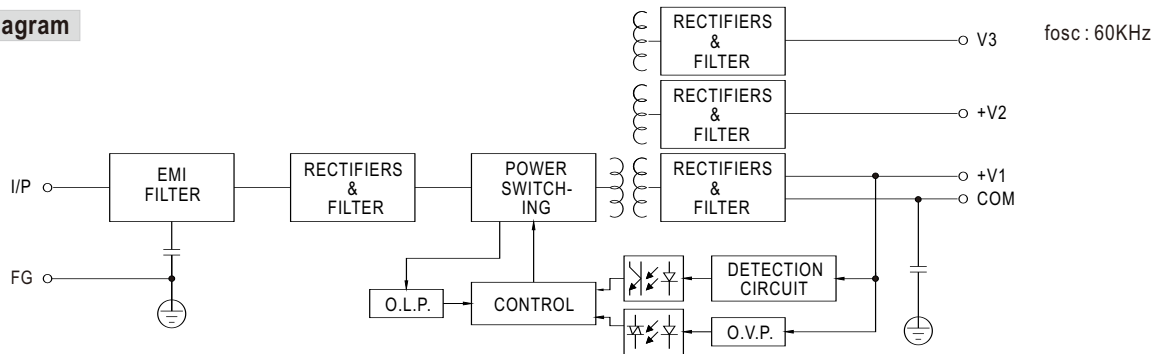 agram
RECTIFIERS
&
FILTER
V3
fosc : 60KHz
RECTIFIERS
&
FILTER
+V2
I/P
EMI
FILTER
RECTIFIERS
&
FILTER
POWER
SWITCH-
ING
RECTIFIERS
&
FILTER
+V1
COM
FG
O.L.P.
CONTROL
DETECTION
CIRCUIT
O.V.P.